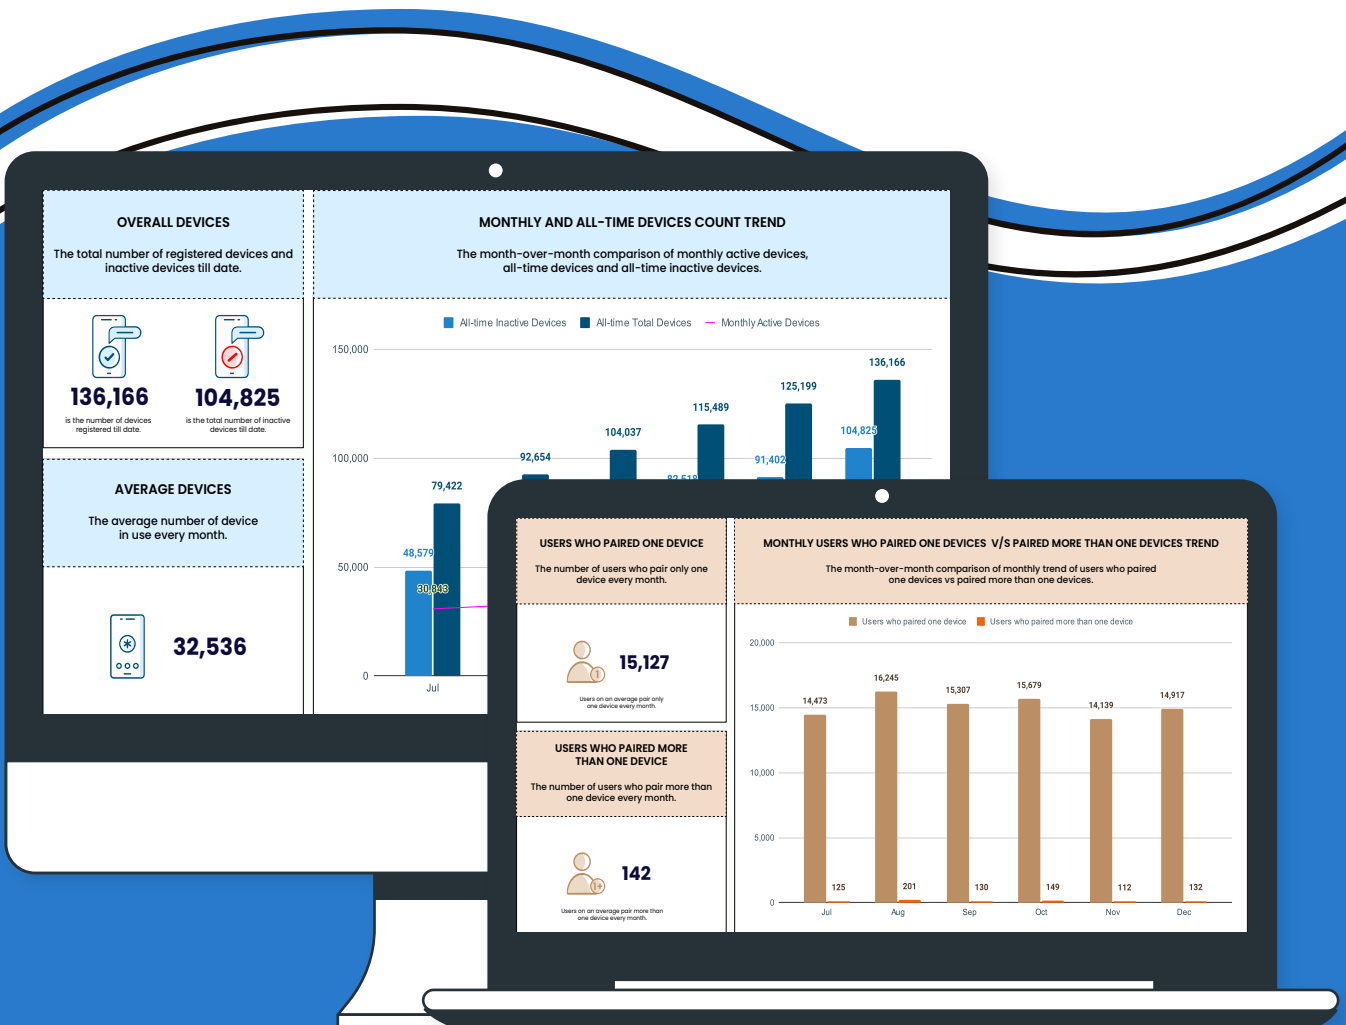 OVERALL DEVICES
The total number of registered devices and
inactive devices till date.
136,166
is the number of devices
registered till date.
104,825
is the total number of inactive
devices till date.
AVERAGE DEVICES
The average number of device
in use every month.
32,536
MONTHLY AND ALL-TIME DEVICES COUNT TREND
The month-over-month comparison of monthly active devices,
all-time devices and all-time inactive devices.
All-time Inactive Devices
All-time Total Devices
Monthly Active Devices
150,000
100,000
50,000
0
136,166
125,199
115,489
104,037
92,654
79,422
104,825
91,402
48,579
30,843
Jul
USERS WHO PAIRED ONE DEVICE
The number of users who pair only one
device every month.
1
15,127
Users on an average pair only
one device every month.
USERS WHO PAIRED MORE
THAN ONE DEVICE
The number of users who pair more than
one device every month.
1+
142
Users on an average pair more than
one device every month.
MONTHLY USERS WHO PAIRED ONE DEVICES V/S PAIRED MORE THAN ONE DEVICES TREND
The month-over-month comparison of monthly trend of users who paired
one devices vs paired more than one devices.
Users who paired one device
Users who paired more than one device
20,000
15,000
10,000
5,000
0
14,473
16,245
15,307
15,679
14,139
14,917
125
201
130
149
112
132
Jul
Aug
Sep
Oct
Nov
Dec